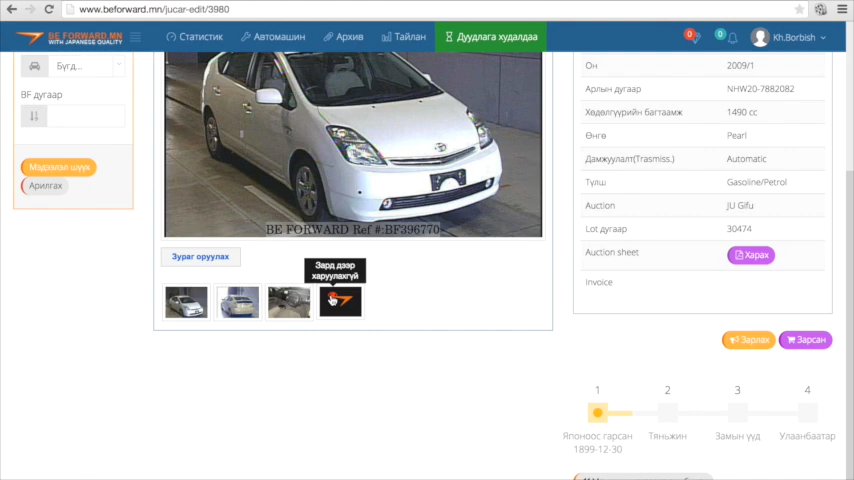 www.beforward.mn/jucar-edit/3980
BE FORWARD.MN
WITH JAPANESE QUALITY
Статистик
Автомашин
Архив
Тайлан
Дуудлага худалдаа
0
0
Kh.Borbish
Бүгд...
BF дугаар
Мэдээлэл шүүх
Арилгах
BE FORWARD Ref #:BF396770
Зураг оруулах
Зард дээр
харуулахгүй
Он 2009/1
Арлын дугаар NHW20-7882082
Хөдөлгүүрийн багтаамж 1490 cc
Өнгө Pearl
Дамжуулалт(Trasmiss.) Automatic
Түлш Gasoline/Petrol
Auction JU Gifu
Lot дугаар 30474
Auction sheet Харах
Invoice
Зарлах Зарсан
1 2 3 4
Японоос гарсан Тяньжин Замын үүд Улаанбаатар
1899-12-30